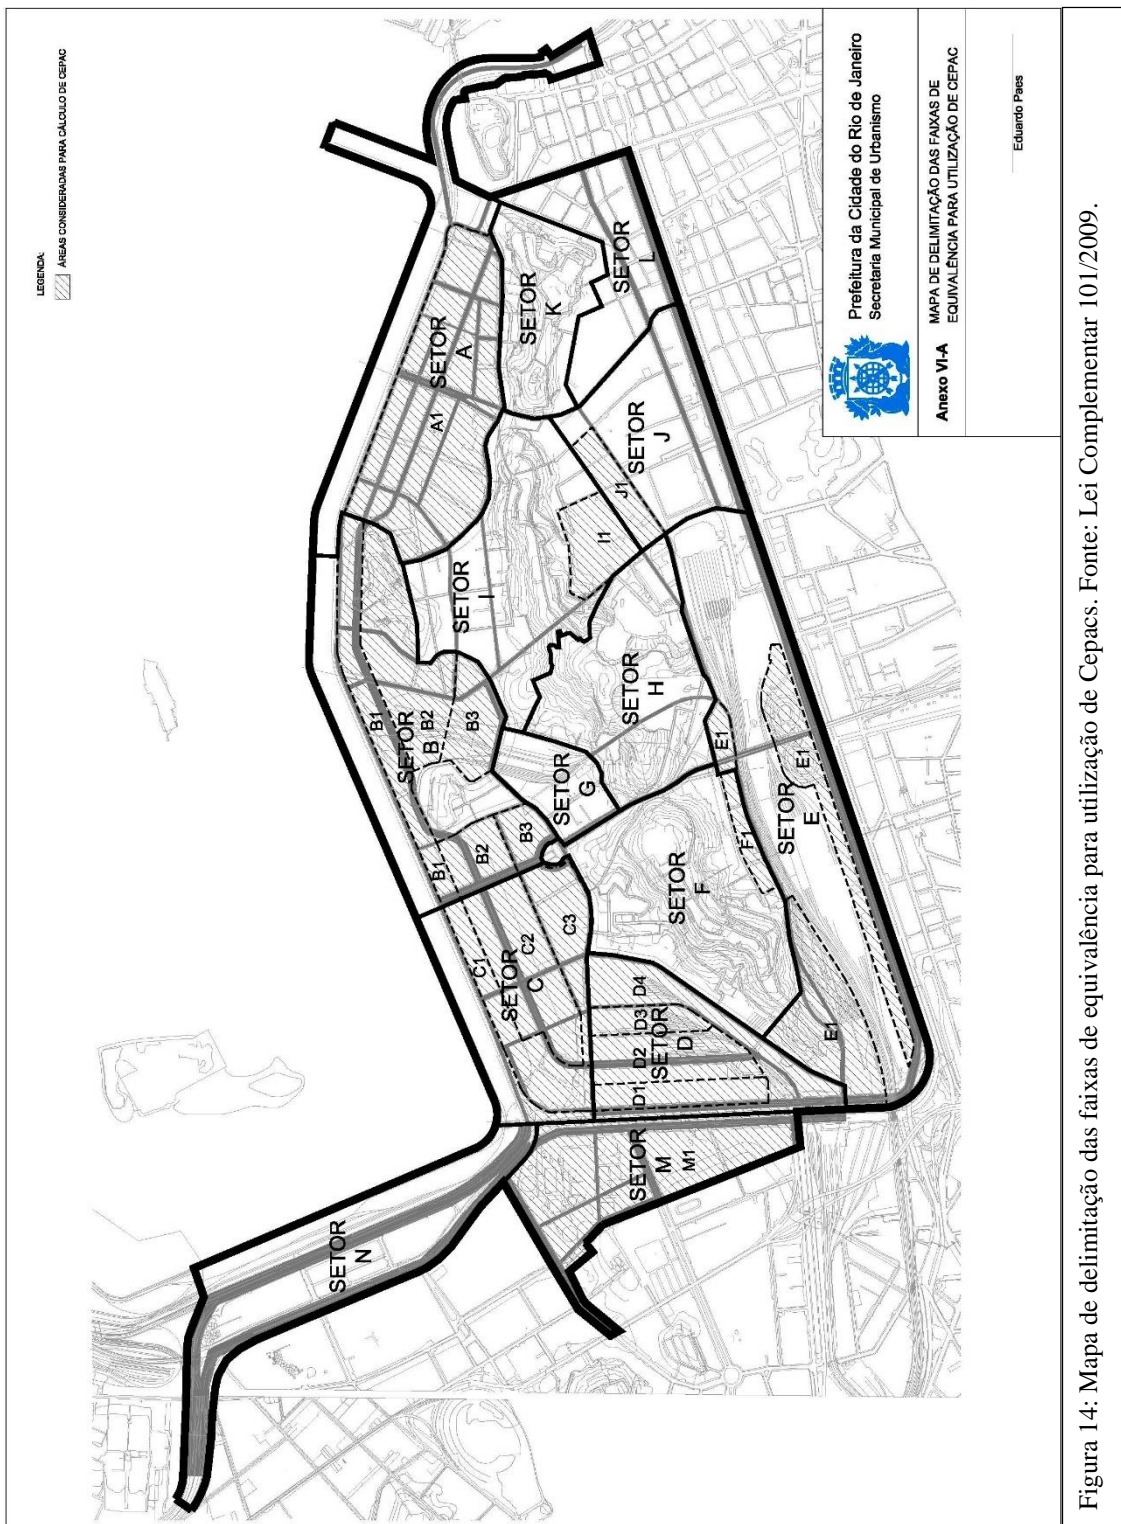 LEGENDA:
ÁREAS CONSIDERADAS PARA CÁLCULO DE CEPAC
SETOR
N
SETOR
M
M1
SETOR
D
D1
D2
D3
D4
SETOR
C
C1
C2
C3
SETOR
B
B1
B2
B3
B1
B2
B3
SETOR
A
A1
SETOR
I
I1
SETOR
K
SETOR
L
SETOR
J
J1
SETOR
H
SETOR
G
SETOR
F
F1
SETOR
E
E1
E1
E1
Prefeitura da Cidade do Rio de Janeiro
Secretaria Municipal de Urbanismo
Anexo VI-A
MAPA DE DELIMITAÇÃO DAS FAIXAS DE
EQUIVALÊNCIA PARA UTILIZAÇÃO DE CEPAC
Eduardo Paes
Figura 14: Mapa de delimitação das faixas de equivalência para utilização de Cepacs. Fonte: Lei Complementar 101/2009.